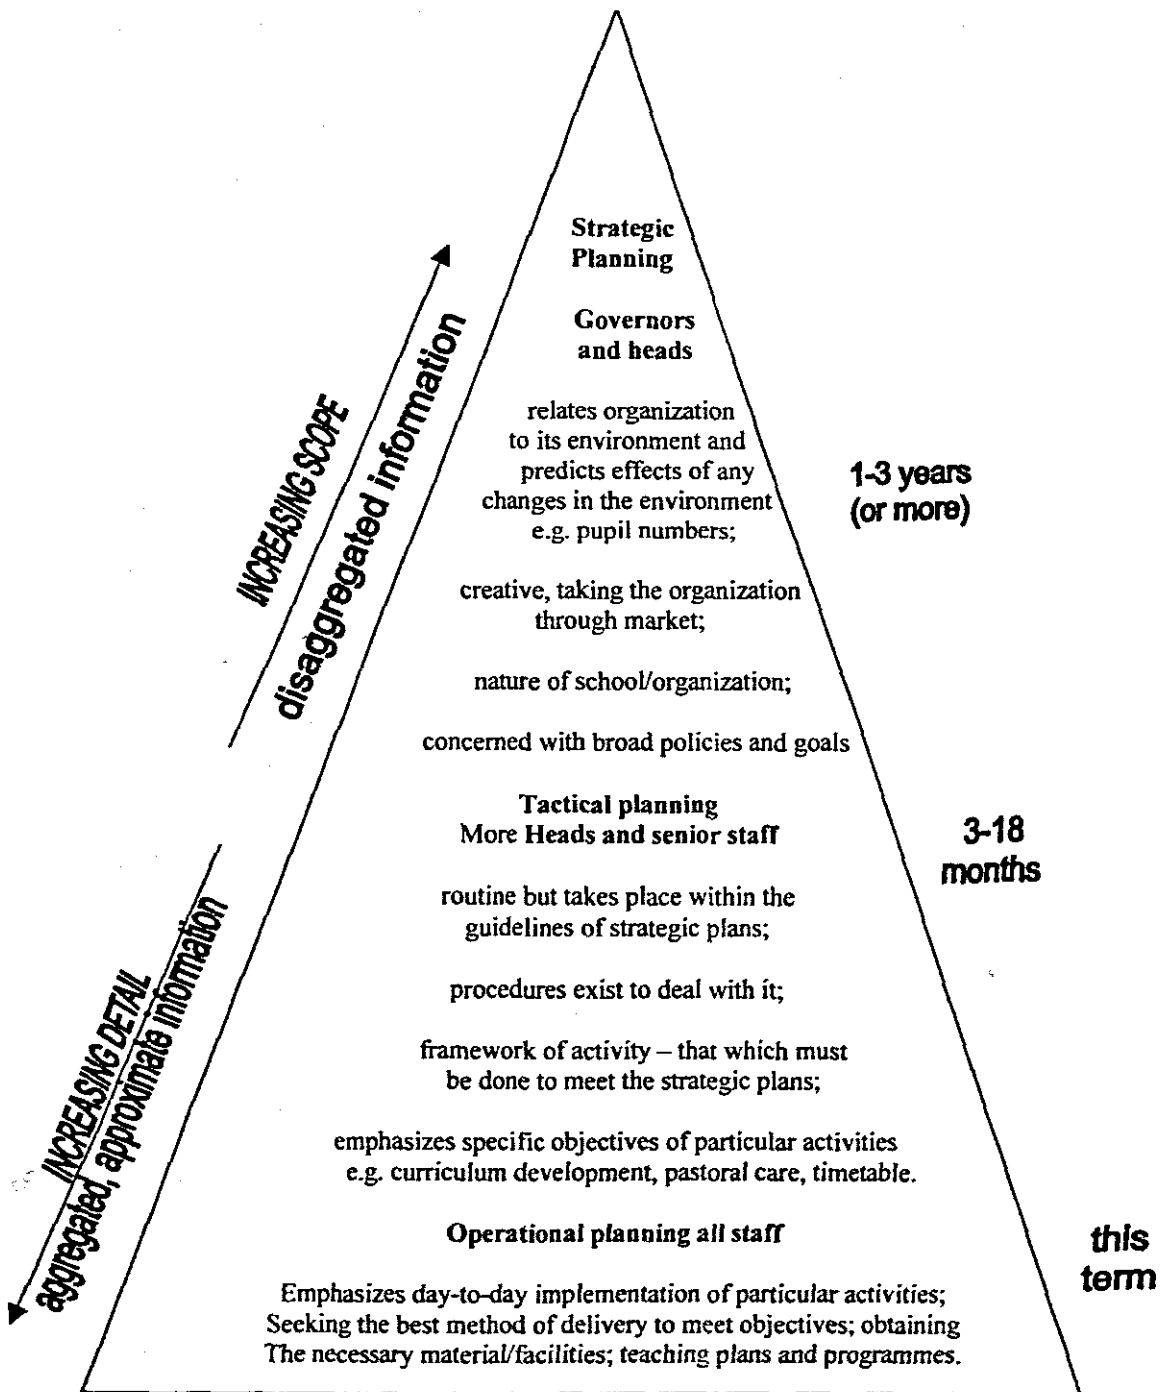 Strategic
Planning
Governors
and heads
relates organization
to its environment and
predicts effects of any
changes in the environment
e.g. pupil numbers;
creative, taking the organization
through market;
nature of school/organization;
concerned with broad policies and goals
Tactical planning
More Heads and senior staff
routine but takes place within the
guidelines of strategic plans;
procedures exist to deal with it;
framework of activity – that which must
be done to meet the strategic plans;
emphasizes specific objectives of particular activities
e.g. curriculum development, pastoral care, timetable.
Operational planning all staff
Emphasizes day-to-day implementation of particular activities;
Seeking the best method of delivery to meet objectives; obtaining
The necessary material/facilities; teaching plans and programmes.
INCREASING SCOPE
disaggregated information
INCREASING DETAIL
aggregated, approximate information
1-3 years
(or more)
3-18
months
this
term